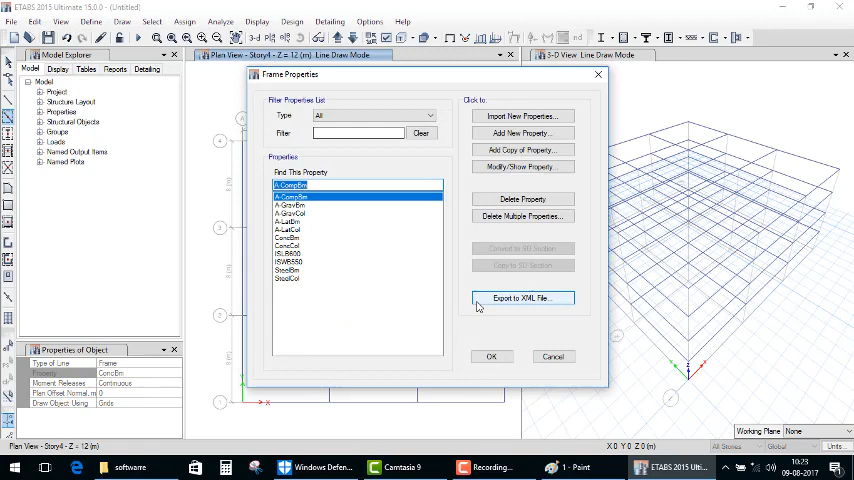 ETABS 2015 Ultimate 15.0.0 - (Untitled)
File Edit View Define Draw Select Assign Analyze Display Design Detailing Options Tools Help
Model Explorer
Plan View - Story4 - Z = 12 (m) Line Draw Mode
3-D View Line Draw Mode
Model Display Tables Reports Detailing
Model
Project
Structure Layout
Properties
Structural Objects
Groups
Loads
Named Output Items
Named Plots
Frame Properties
Filter Properties List
Type All
Filter
Clear
Properties
Find This Property
A-CompBm
A-CompBm
A-GravBm
A-GravCol
A-LatBm
A-LatCol
ConcBm
ConcCol
ISLB600
ISWB550
SteelBm
SteelCol
Click to:
Import New Properties...
Add New Property...
Add Copy of Property...
Modify/Show Property...
Delete Property
Delete Multiple Properties...
Convert to SD Section
Copy to SD Section
Export to XML File...
OK Cancel
4
3
2
1
X
Properties of Object
Type of Line Frame
Property ConcBm
Moment Releases Continuous
Plan Offset Normal, m 0
Draw Object Using Grids
Working Plane None
Plan View - Story4 - Z = 12 (m)
X 0 Y 0 Z 0 (m)
All Stories
Global
Units...
softwarre
Windows Defen...
Camtasia 9
Recording...
1 - Paint
ETABS 2015 Ulti...
10:23
09-08-2017